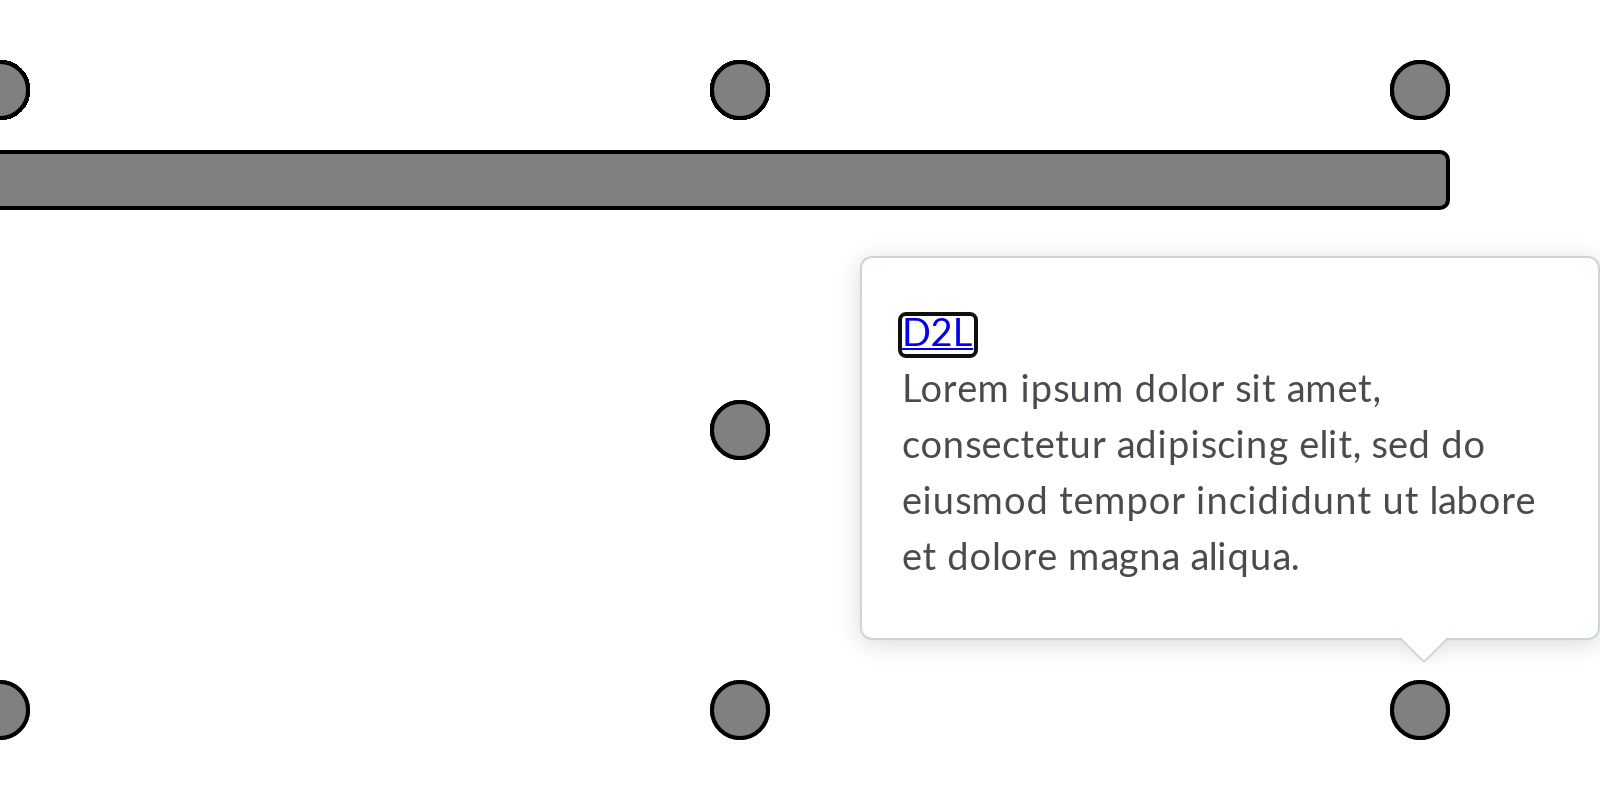 D2L
Lorem ipsum dolor sit amet,
consectetur adipiscing elit, sed do
eiusmod tempor incididunt ut labore
et dolore magna aliqua.